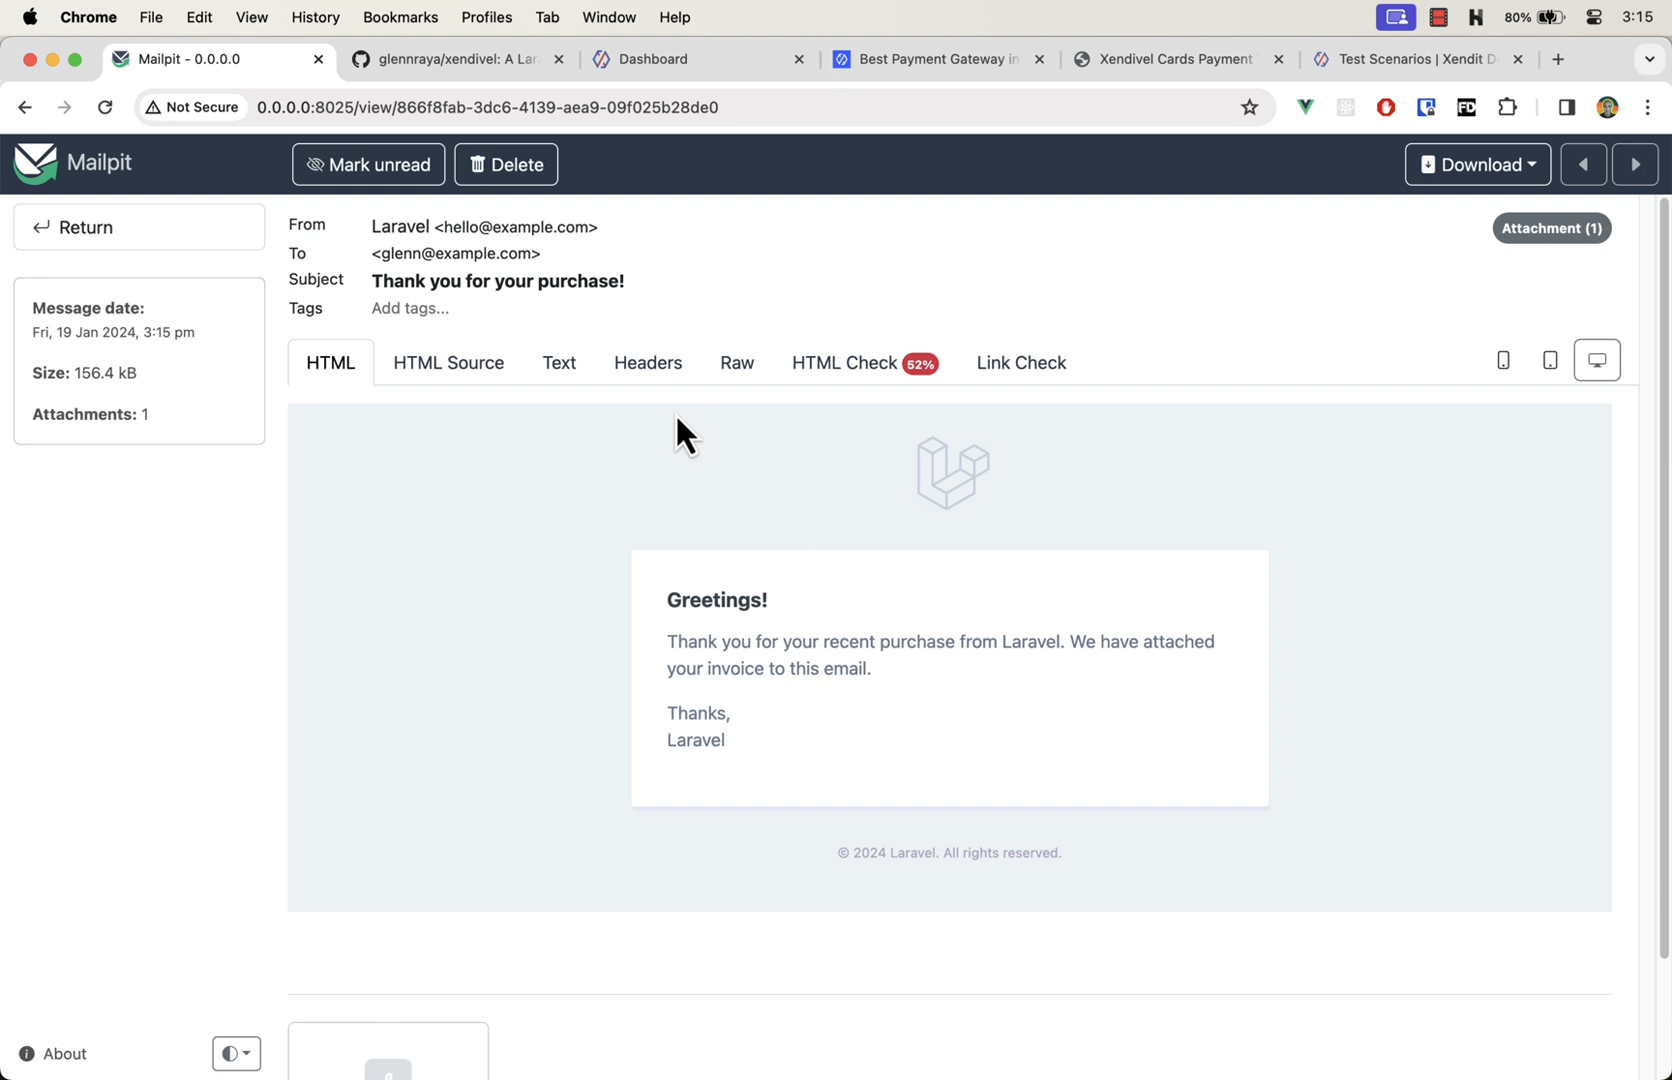 Chrome File Edit View History Bookmarks Profiles Tab Window Help 80% 3:15
Mailpit - 0.0.0.0 glennraya/xendivel: A Lar Dashboard Best Payment Gateway in Xendivel Cards Payment Test Scenarios | Xendit D
Not Secure 0.0.0.0:8025/view/866f8fab-3dc6-4139-aea9-09f025b28de0
Mailpit Mark unread Delete Download
Return
From Laravel <hello@example.com>
Attachment (1)
To <glenn@example.com>
Subject Thank you for your purchase!
Tags Add tags...
Message date:
Fri, 19 Jan 2024, 3:15 pm
Size: 156.4 kB
Attachments: 1
HTML HTML Source Text Headers Raw HTML Check 52% Link Check
Greetings!
Thank you for your recent purchase from Laravel. We have attached
your invoice to this email.
Thanks,
Laravel
© 2024 Laravel. All rights reserved.
About